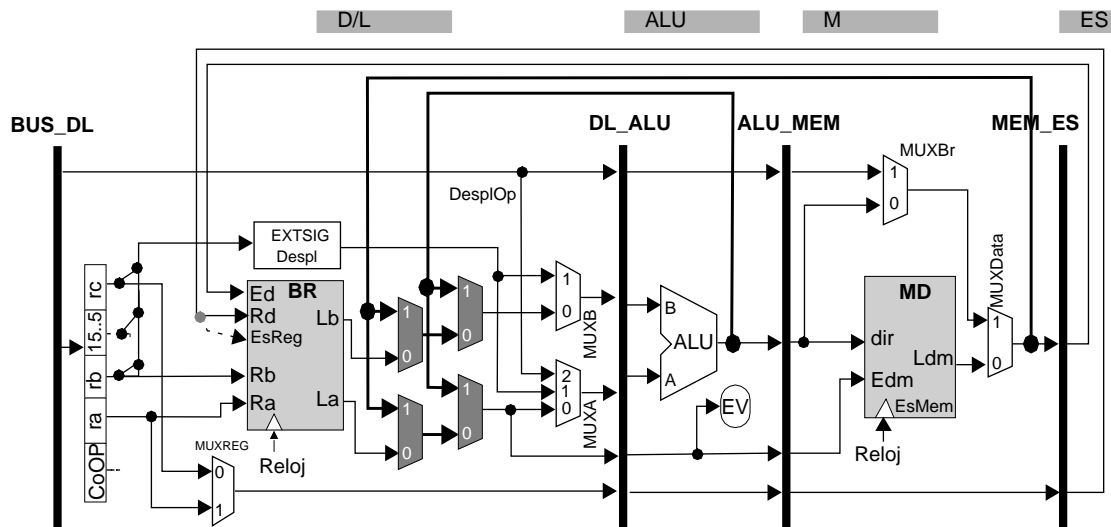 D/L
ALU
M
ES
BUS_DL
DL_ALU
ALU_MEM
MEM_ES
MUXBr
1
0
DesplOp
EXTSIG
Despl
CoOP
ra
rb
15..5
rc
BR
Ed
Rd
EsReg
Rb
Ra
Lb
La
Reloj
1
0
1
0
1
0
1
0
1
0
MUXB
2
1
0
MUXA
B
A
ALU
EV
MD
dir
Ldm
Edm
EsMem
Reloj
MUXData
1
0
MUXREG
0
1